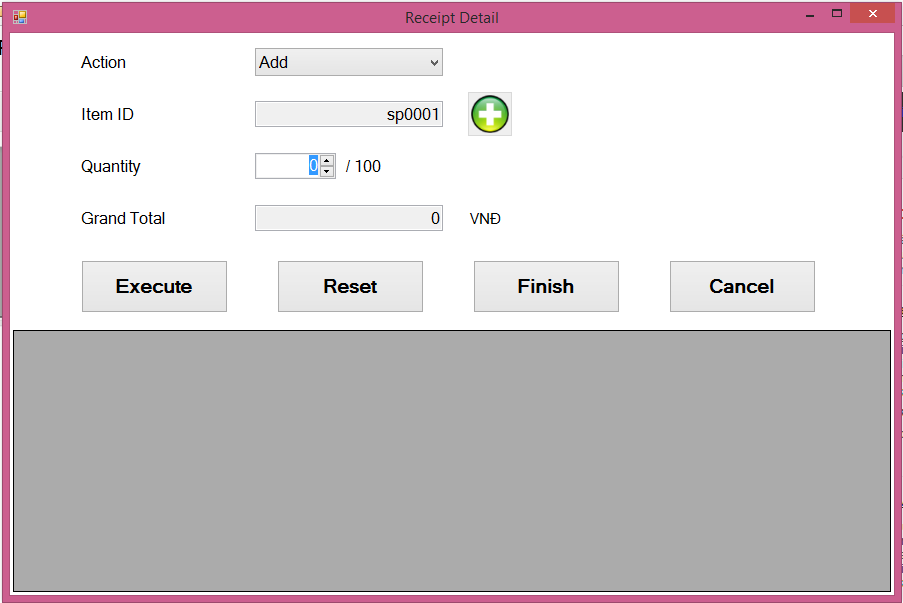 Receipt Detail
Action Add
Item ID sp0001
Quantity 0 / 100
Grand Total 0 VNĐ
Execute Reset Finish Cancel